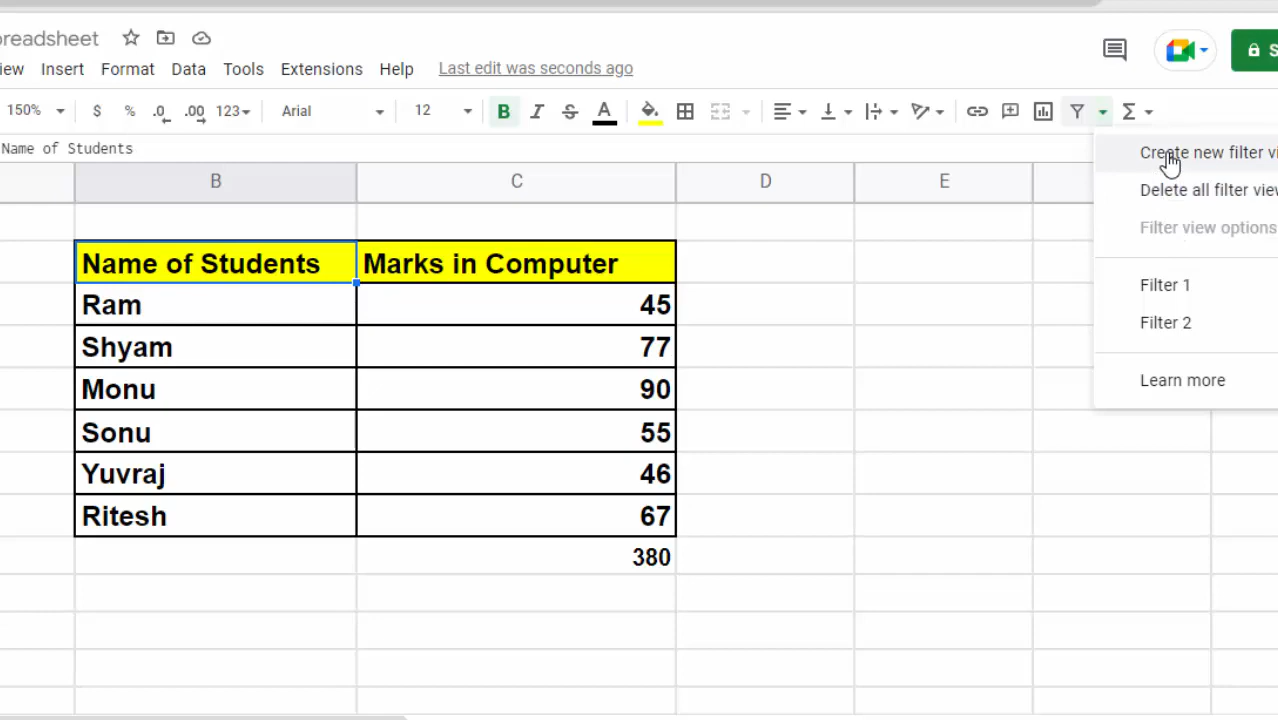 readsheet
iew Insert Format Data Tools Extensions Help Last edit was seconds ago
S
150% $ % .0 .00 123 Arial 12 B I S A Σ
Name of Students
B C D E
Create new filter vi
Delete all filter view
Filter view options
Filter 1
Filter 2
Learn more
Name of Students Marks in Computer
Ram 45
Shyam 77
Monu 90
Sonu 55
Yuvraj 46
Ritesh 67
380